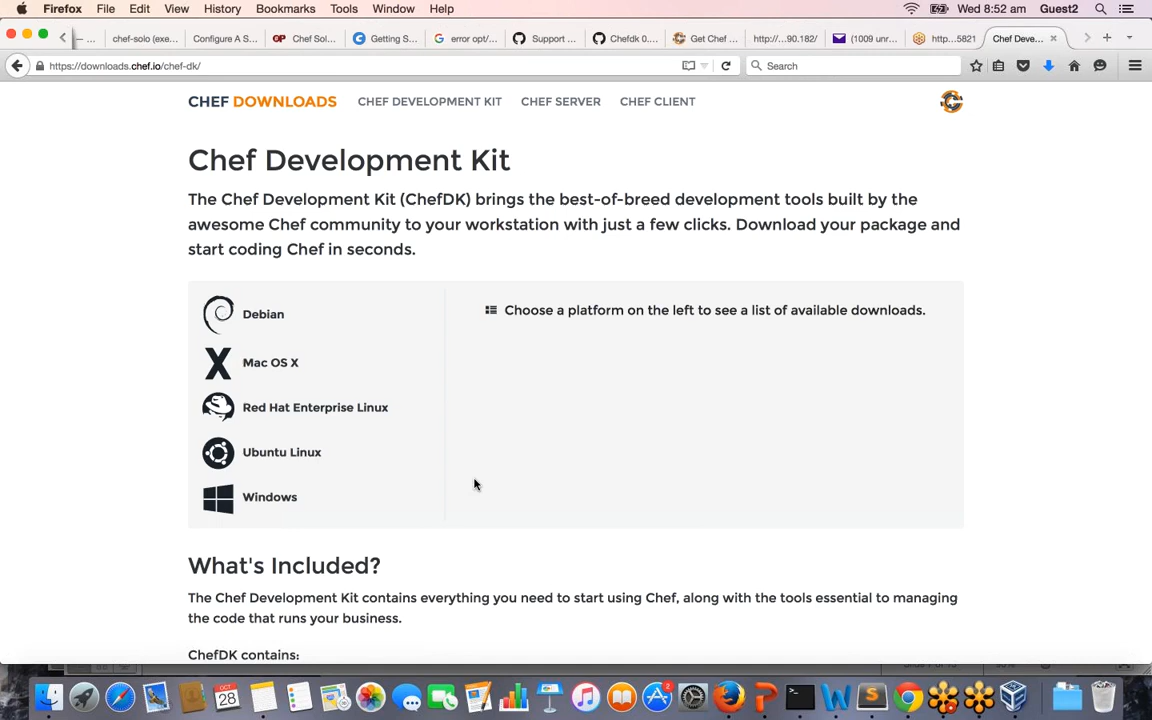 Firefox File Edit View History Bookmarks Tools Window Help Wed 8:52 am Guest2
— ... chef-solo (exe... Configure A S... Chef Sol... Getting S... error opt/... Support ... Chefdk 0.... Get Chef ... http://....90.182/ (1009 unr... http...5821 Chef Deve...
https://downloads.chef.io/chef-dk/ Search
CHEF DOWNLOADS CHEF DEVELOPMENT KIT CHEF SERVER CHEF CLIENT
Chef Development Kit
The Chef Development Kit (ChefDK) brings the best-of-breed development tools built by the
awesome Chef community to your workstation with just a few clicks. Download your package and
start coding Chef in seconds.
Debian
Choose a platform on the left to see a list of available downloads.
Mac OS X
Red Hat Enterprise Linux
Ubuntu Linux
Windows
What's Included?
The Chef Development Kit contains everything you need to start using Chef, along with the tools essential to managing
the code that runs your business.
ChefDK contains:
OCT
28
2